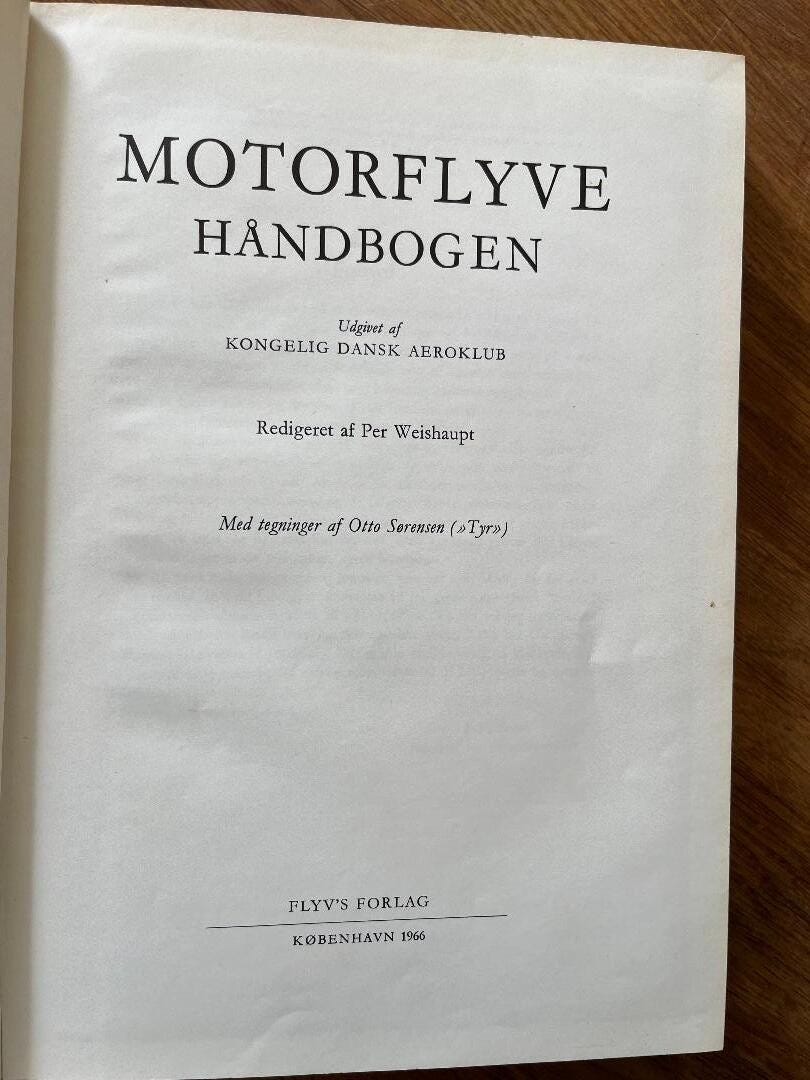 MOTORFLYVE
HÅNDBOGEN
Udgivet af
KONGELIG DANSK AEROKLUB
Redigeret af Per Weishaupt
Med tegninger af Otto Sørensen (»Tyr»)
FLYV'S FORLAG
KØBENHAVN 1966